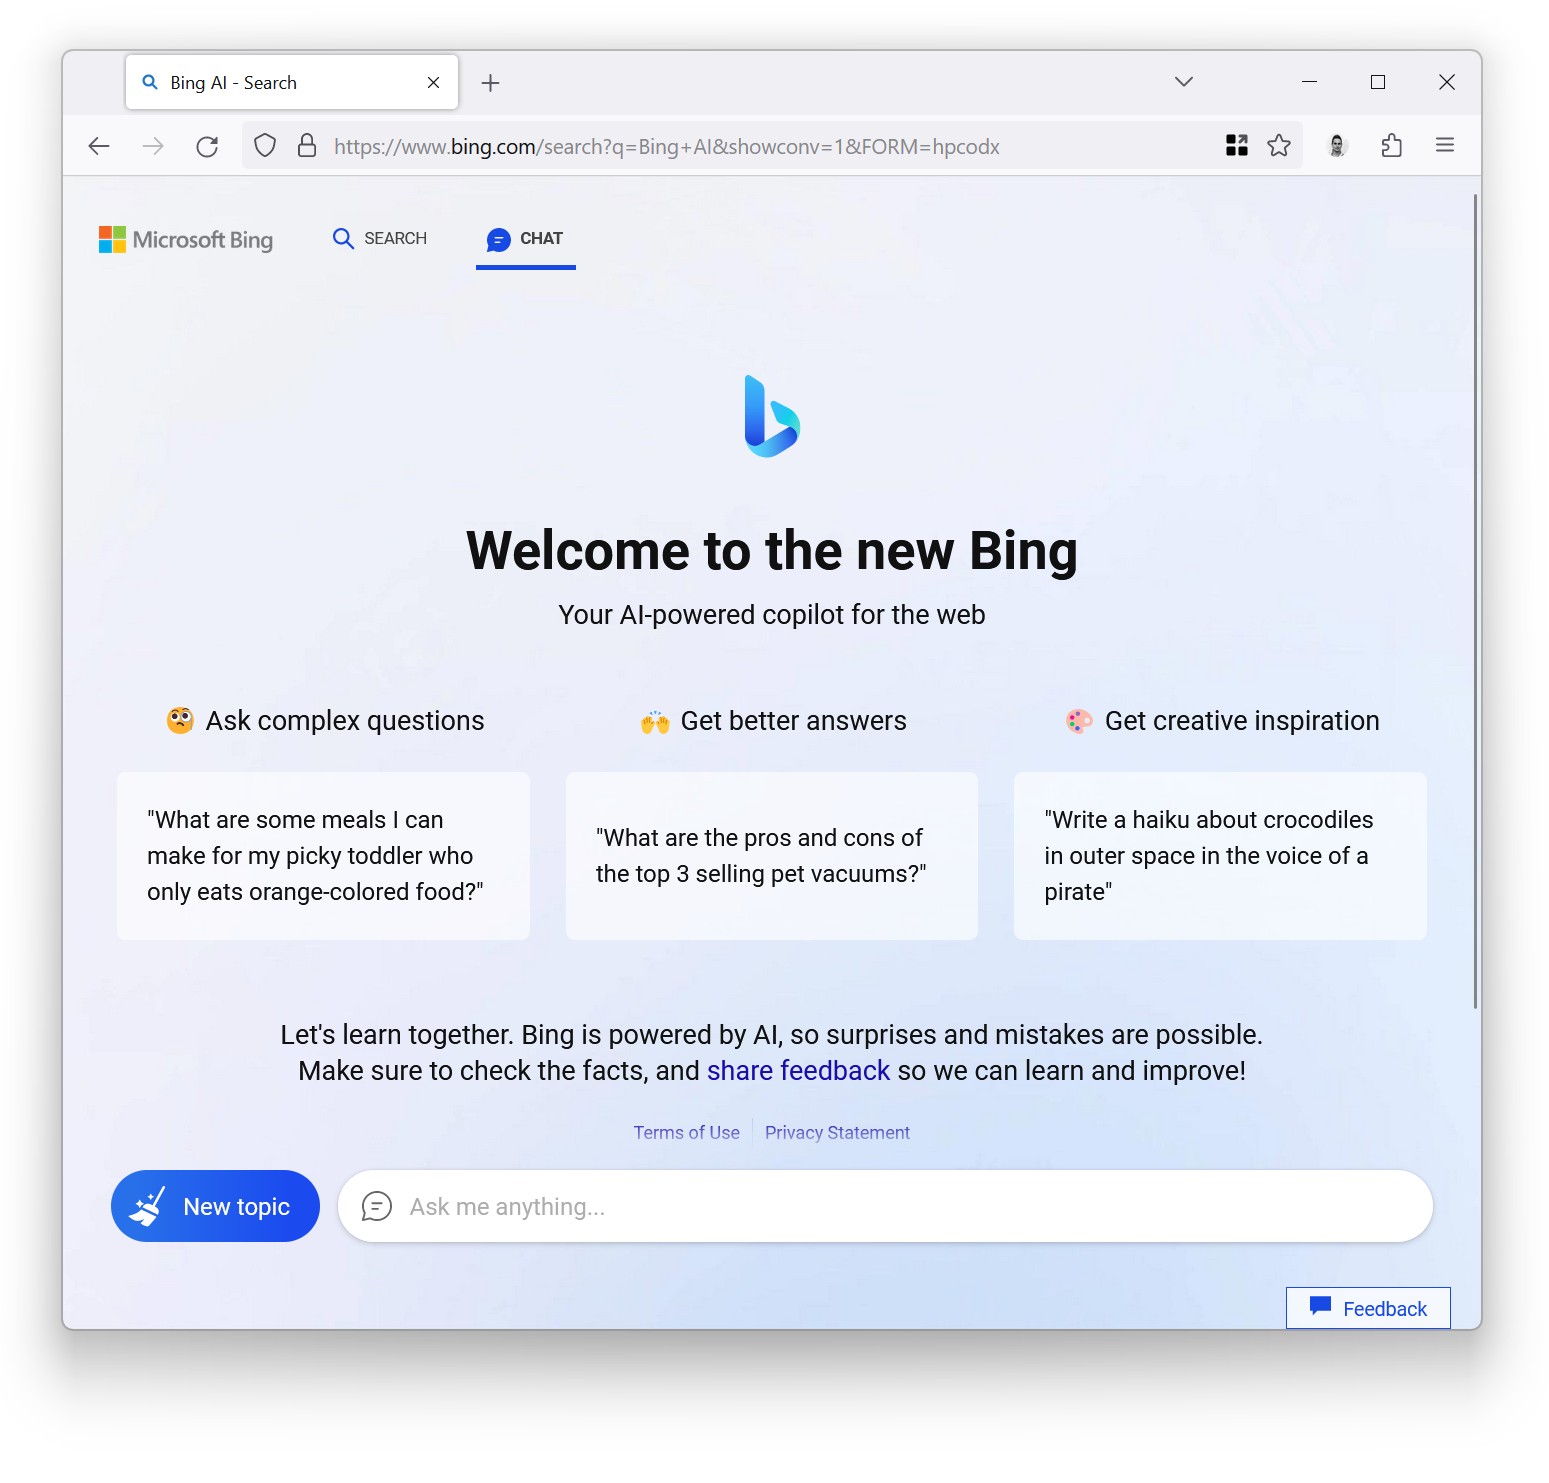 Bing AI - Search
https://www.bing.com/search?q=Bing+AI&showconv=1&FORM=hpcodx
Microsoft Bing
SEARCH
CHAT
Welcome to the new Bing
Your AI-powered copilot for the web
Ask complex questions
Get better answers
Get creative inspiration
"What are some meals I can
make for my picky toddler who
only eats orange-colored food?"
"What are the pros and cons of
the top 3 selling pet vacuums?"
"Write a haiku about crocodiles
in outer space in the voice of a
pirate"
Let's learn together. Bing is powered by AI, so surprises and mistakes are possible.
Make sure to check the facts, and share feedback so we can learn and improve!
Terms of Use
Privacy Statement
New topic
Ask me anything...
Feedback